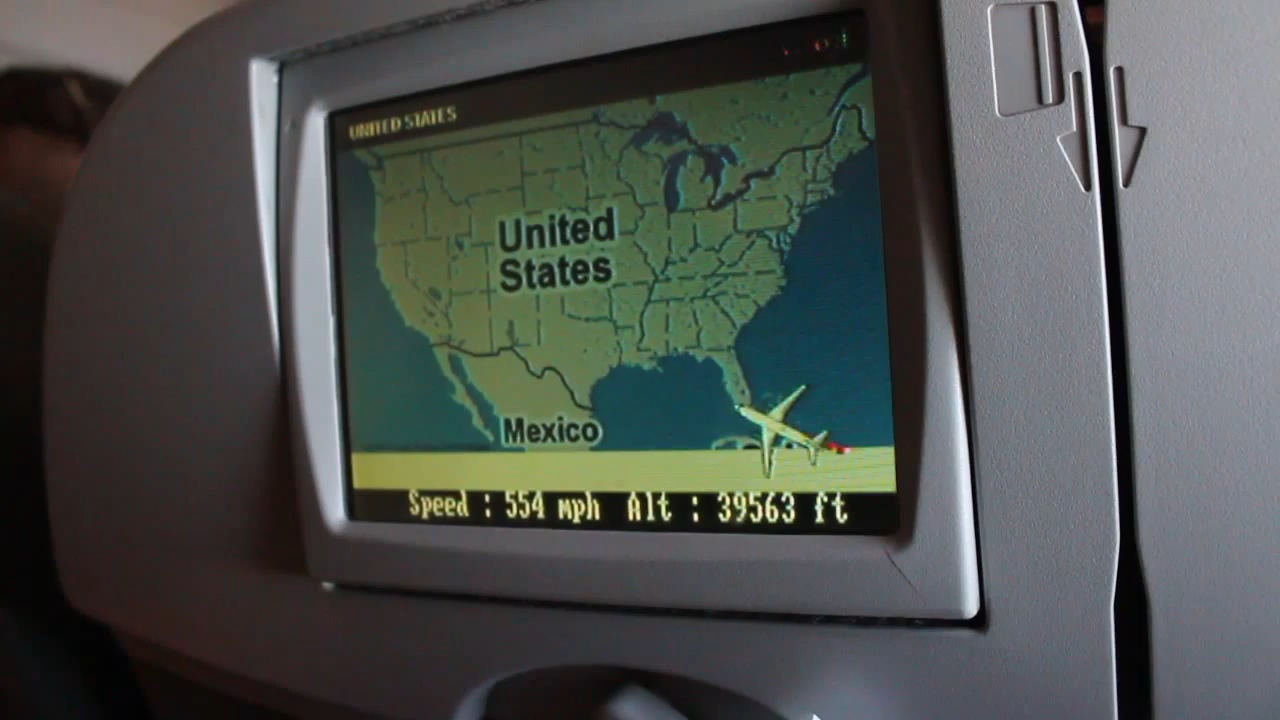 UNITED STATES
United
States
Mexico
Speed : 554 mph Alt : 39563 ft